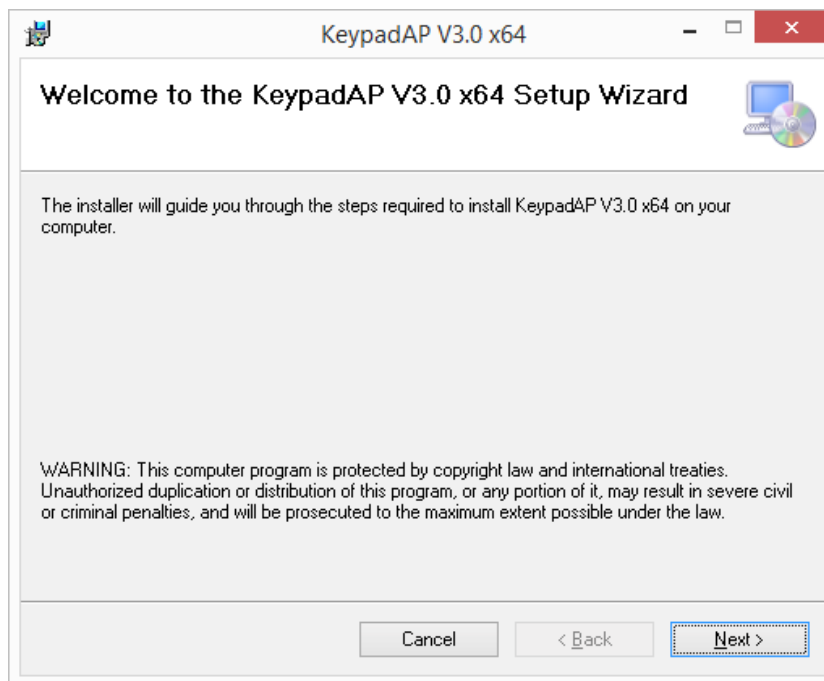 KeypadAP V3.0 x64
Welcome to the KeypadAP V3.0 x64 Setup Wizard
The installer will guide you through the steps required to install KeypadAP V3.0 x64 on your
computer.
WARNING: This computer program is protected by copyright law and international treaties.
Unauthorized duplication or distribution of this program, or any portion of it, may result in severe civil
or criminal penalties, and will be prosecuted to the maximum extent possible under the law.
Cancel < Back Next >